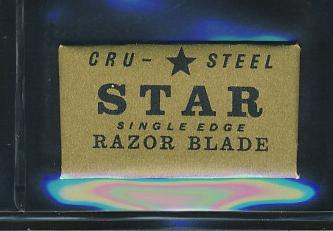 CRU-★STEEL
STAR
SINGLE EDGE
RAZOR BLADE